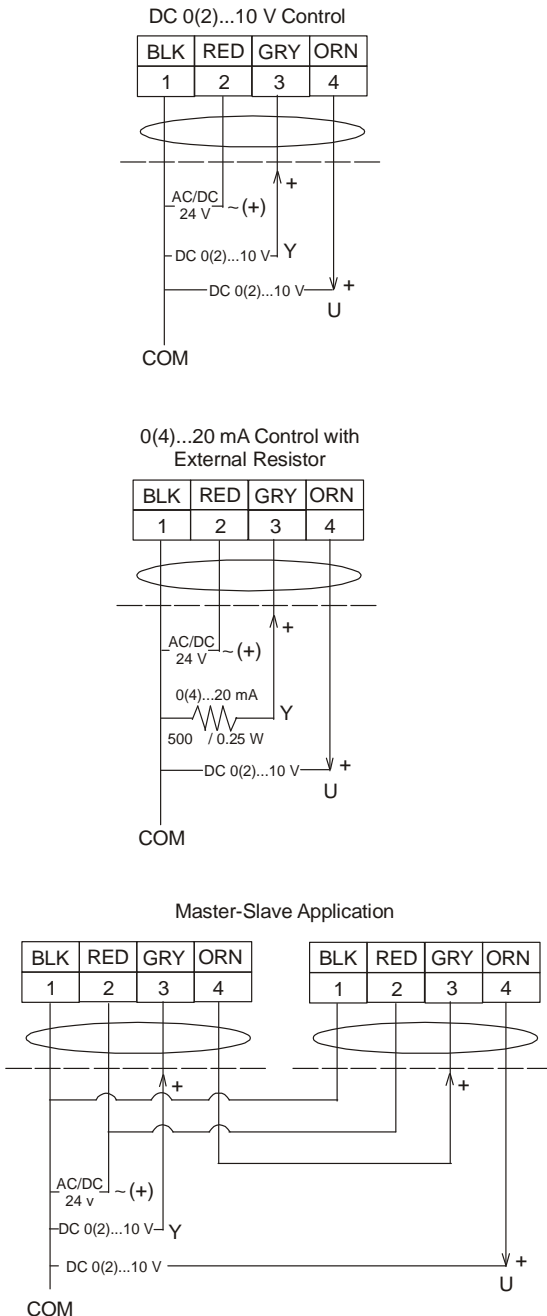 DC 0(2)...10 V Control
BLK RED GRY ORN
1 2 3 4
+
AC/DC
24 V ~ (+)
DC 0(2)...10 V Y
DC 0(2)...10 V +
U
COM
0(4)...20 mA Control with
External Resistor
BLK RED GRY ORN
1 2 3 4
+
AC/DC
24 V ~ (+)
0(4)...20 mA
Y
500 / 0.25 W
DC 0(2)...10 V +
U
COM
Master-Slave Application
BLK RED GRY ORN BLK RED GRY ORN
1 2 3 4 1 2 3 4
+ +
AC/DC
24 v ~ (+)
DC 0(2)...10 V Y
DC 0(2)...10 V +
U
COM